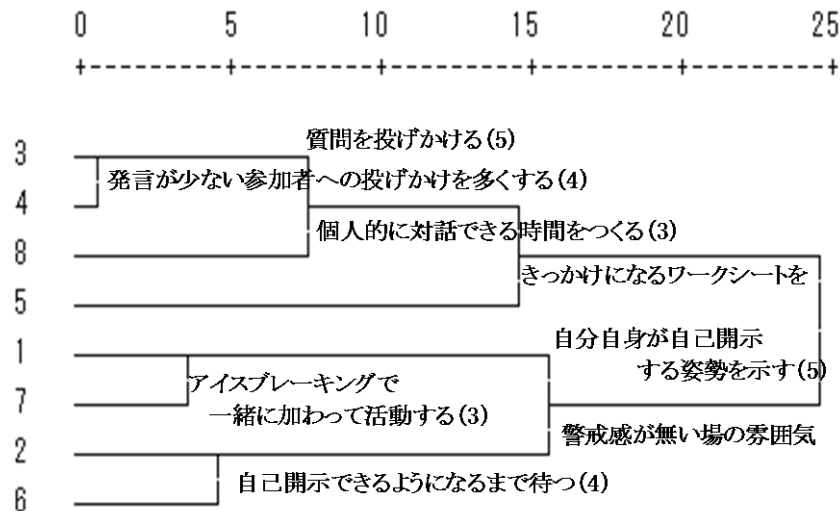 0 5 10 15 20 25
+---------+---------+---------+---------+---------+
3 質問を投げかける(5)
発言が少ない参加者への投げかけを多くする(4)
4
個人的に対話できる時間をつくる(3)
8
きっかけになるワークシートを
5
自分自身が自己開示
1
する姿勢を示す(5)
アイスブレーキングで
7
一緒に加わって活動する(3)
警戒感が無い場の雰囲気
2
自己開示できるようになるまで待つ(4)
6